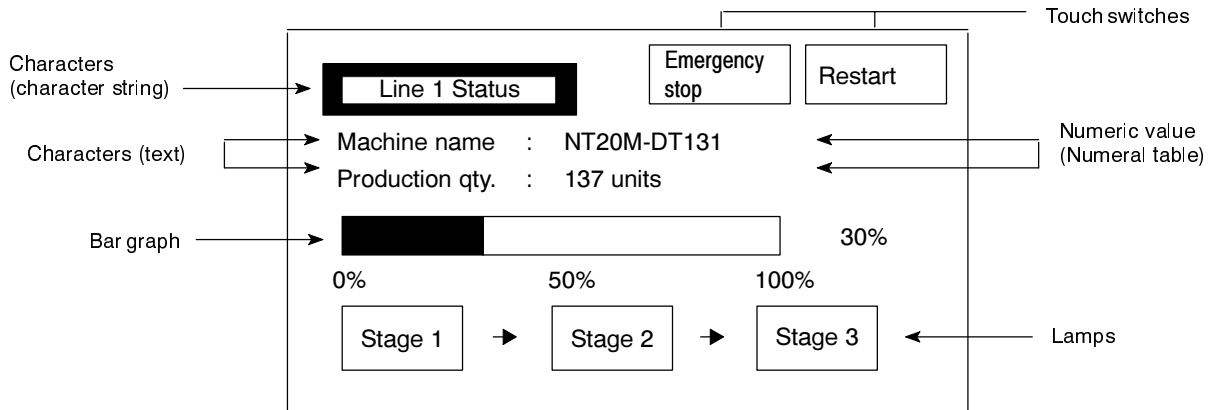 Touch switches
Characters
(character string)
Line 1 Status
Emergency
stop
Restart
Characters (text)
Machine name : NT20M-DT131
Production qty. : 137 units
Numeric value
(Numeral table)
Bar graph
30%
0% 50% 100%
Stage 1 Stage 2 Stage 3
Lamps